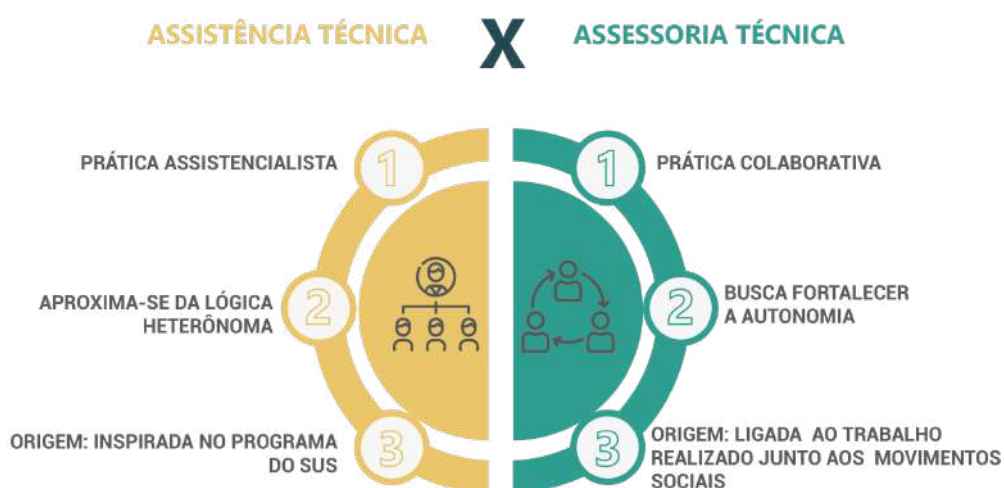 ASSISTÊNCIA TÉCNICA
X
ASSESSORIA TÉCNICA
1
PRÁTICA ASSISTENCIALISTA
2
APROXIMA-SE DA LÓGICA
HETERÔNOMA
3
ORIGEM: INSPIRADA NO PROGRAMA
DO SUS
1
PRÁTICA COLABORATIVA
2
BUSCA FORTALECER
A AUTONOMIA
3
ORIGEM: LIGADA AO TRABALHO
REALIZADO JUNTO AOS MOVIMENTOS
SOCIAIS